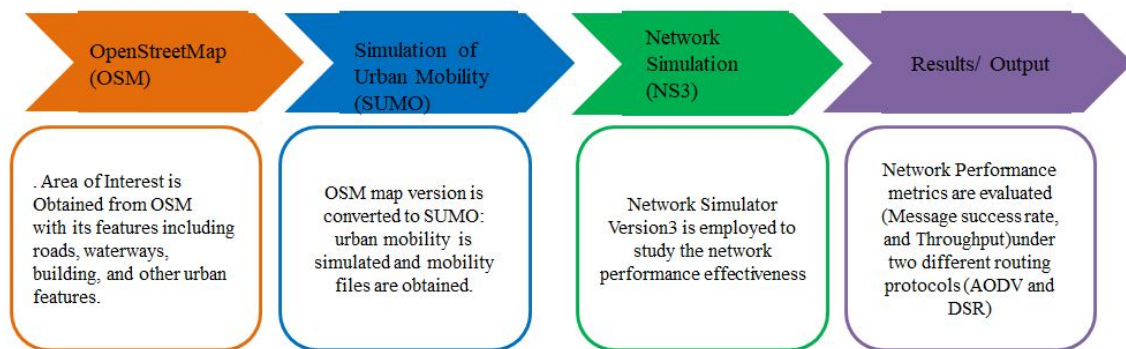 OpenStreetMap
(OSM)
Simulation of
Urban Mobility
(SUMO)
Network
Simulation
(NS3)
Results/ Output
. Area of Interest is
Obtained from OSM
with its features including
roads, waterways,
building, and other urban
features.
OSM map version is
converted to SUMO:
urban mobility is
simulated and mobility
files are obtained.
Network Simulator
Version3 is employed to
study the network
performance effectiveness
Network Performance
metrics are evaluated
(Message success rate,
and Throughput)under
two different routing
protocols (AODV and
DSR)